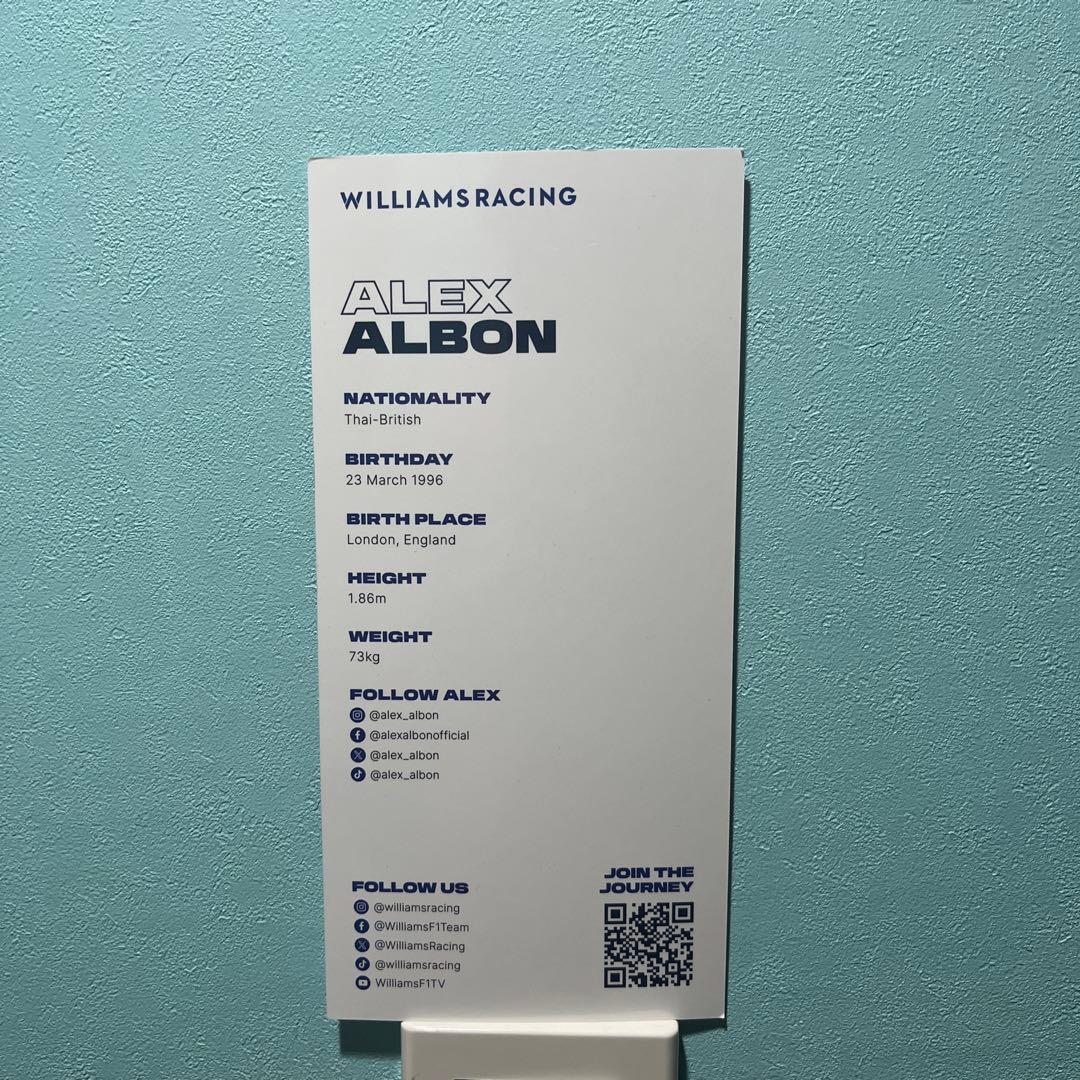 WILLIAMS RACING
ALEX
ALBON
NATIONALITY
Thai-British
BIRTHDAY
23 March 1996
BIRTH PLACE
London, England
HEIGHT
1.86m
WEIGHT
73kg
FOLLOW ALEX
@alex_albon
@alexalbonofficial
@alex_albon
@alex_albon
FOLLOW US
@williamsracing
@WilliamsF1Team
@WilliamsRacing
@williamsracing
WilliamsF1TV
JOIN THE
JOURNEY